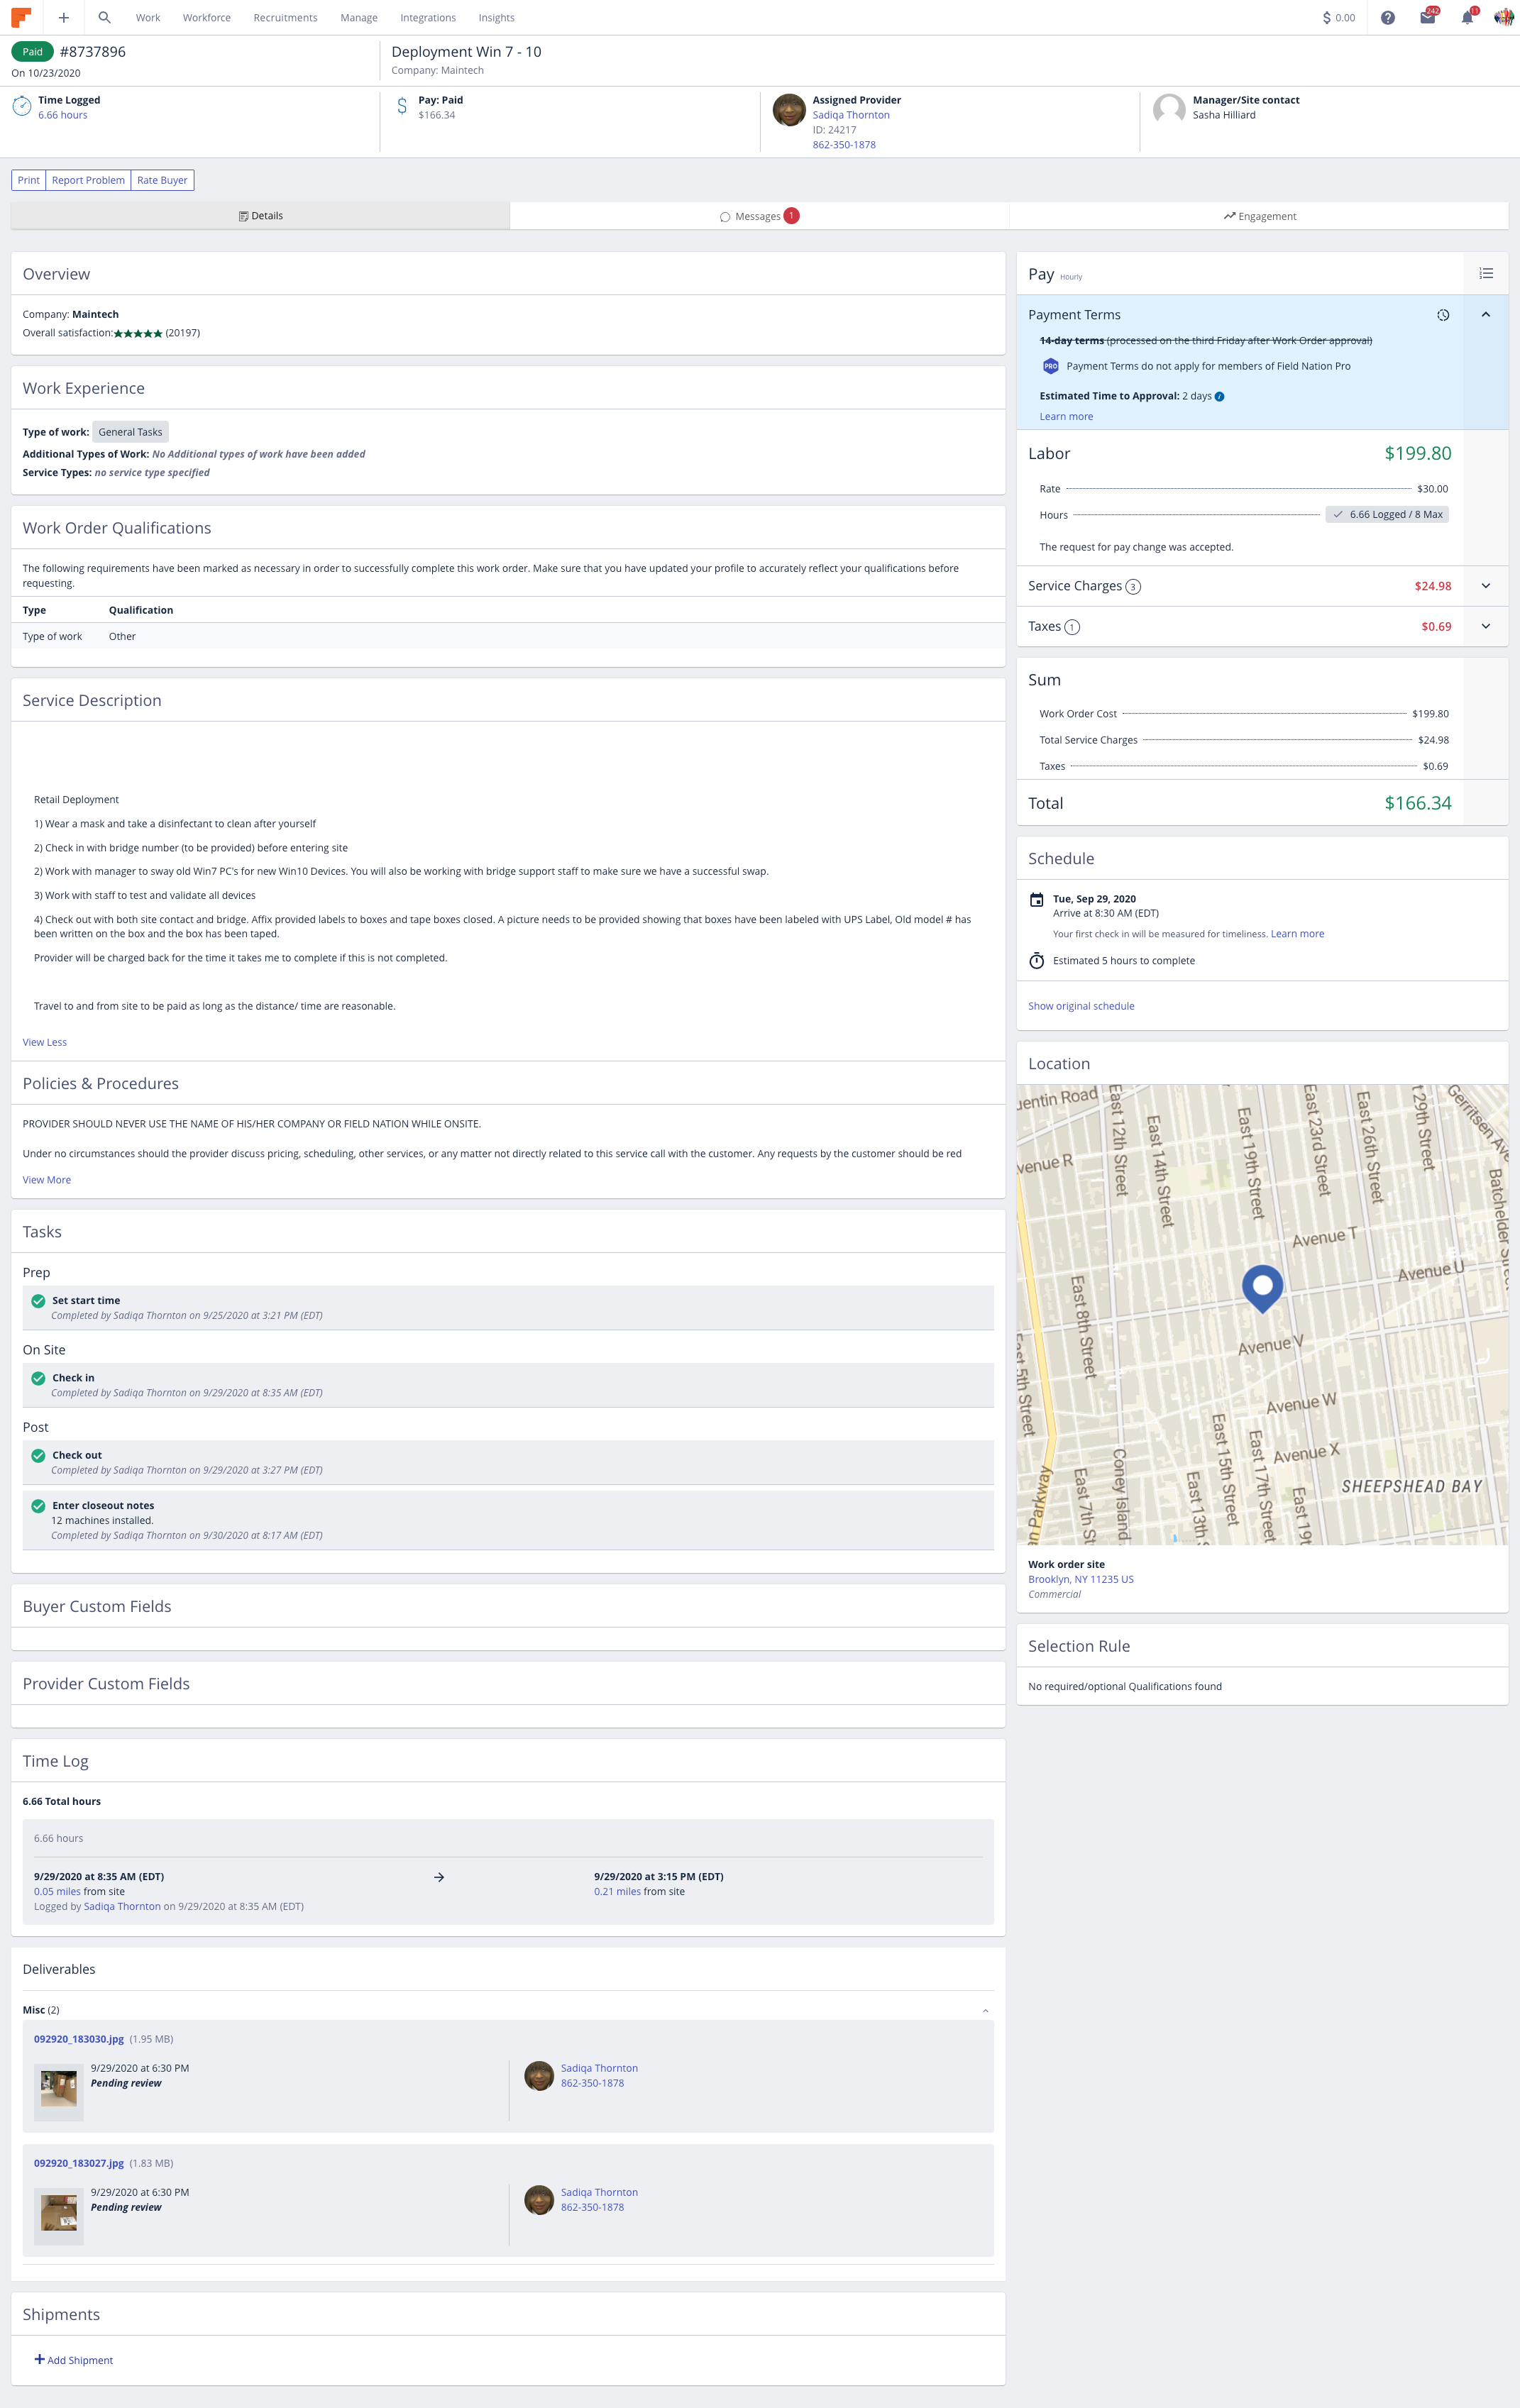 Work Workforce Recruitments Manage Integrations Insights
$ 0.00
242
11
Paid #8737896
On 10/23/2020
Deployment Win 7 - 10
Company: Maintech
Time Logged
6.66 hours
Pay: Paid
$166.34
Assigned Provider
Sadiqa Thornton
ID: 24217
862-350-1878
Manager/Site contact
Sasha Hilliard
Print Report Problem Rate Buyer
Details
Messages 1
Engagement
Overview
Company: Maintech
Overall satisfaction:★★★★★ (20197)
Work Experience
Type of work: General Tasks
Additional Types of Work: No Additional types of work have been added
Service Types: no service type specified
Work Order Qualifications
The following requirements have been marked as necessary in order to successfully complete this work order. Make sure that you have updated your profile to accurately reflect your qualifications before
requesting.
Type Qualification
Type of work Other
Service Description
Retail Deployment
1) Wear a mask and take a disinfectant to clean after yourself
2) Check in with bridge number (to be provided) before entering site
2) Work with manager to sway old Win7 PC's for new Win10 Devices. You will also be working with bridge support staff to make sure we have a successful swap.
3) Work with staff to test and validate all devices
4) Check out with both site contact and bridge. Affix provided labels to boxes and tape boxes closed. A picture needs to be provided showing that boxes have been labeled with UPS Label, Old model # has
been written on the box and the box has been taped.
Provider will be charged back for the time it takes me to complete if this is not completed.
Travel to and from site to be paid as long as the distance/ time are reasonable.
View Less
Policies & Procedures
PROVIDER SHOULD NEVER USE THE NAME OF HIS/HER COMPANY OR FIELD NATION WHILE ONSITE.
Under no circumstances should the provider discuss pricing, scheduling, other services, or any matter not directly related to this service call with the customer. Any requests by the customer should be red
View More
Tasks
Prep
Set start time
Completed by Sadiqa Thornton on 9/25/2020 at 3:21 PM (EDT)
On Site
Check in
Completed by Sadiqa Thornton on 9/29/2020 at 8:35 AM (EDT)
Post
Check out
Completed by Sadiqa Thornton on 9/29/2020 at 3:27 PM (EDT)
Enter closeout notes
12 machines installed.
Completed by Sadiqa Thornton on 9/30/2020 at 8:17 AM (EDT)
Buyer Custom Fields
Provider Custom Fields
Time Log
6.66 Total hours
6.66 hours
9/29/2020 at 8:35 AM (EDT)
0.05 miles from site
Logged by Sadiqa Thornton on 9/29/2020 at 8:35 AM (EDT)
9/29/2020 at 3:15 PM (EDT)
0.21 miles from site
Deliverables
Misc (2)
092920_183030.jpg (1.95 MB)
9/29/2020 at 6:30 PM
Pending review
Sadiqa Thornton
862-350-1878
092920_183027.jpg (1.83 MB)
9/29/2020 at 6:30 PM
Pending review
Sadiqa Thornton
862-350-1878
Shipments
Add Shipment
Pay Hourly
Payment Terms
14-day terms (processed on the third Friday after Work Order approval)
PRO Payment Terms do not apply for members of Field Nation Pro
Estimated Time to Approval: 2 days
Learn more
Labor $199.80
Rate $30.00
Hours 6.66 Logged / 8 Max
The request for pay change was accepted.
Service Charges 3 $24.98
Taxes 1 $0.69
Sum
Work Order Cost $199.80
Total Service Charges $24.98
Taxes $0.69
Total $166.34
Schedule
Tue, Sep 29, 2020
Arrive at 8:30 AM (EDT)
Your first check in will be measured for timeliness. Learn more
Estimated 5 hours to complete
Show original schedule
Location
uentin Road
East 12th Street
East 14th Street
East 19th Street
East 23rd Street
East 26th Street
t 29th Street
Gerritsen Ave
venue R
Batchelder Str
Avenue T
Avenue U
East 8th Street
Avenue V
East 5th Street
Avenue W
Avenue X
Coney Island
East 15th Street
East 17th Street
East 13th S
East 7th St
East 19t
an Parkway
SHEEPSHEAD BAY
Work order site
Brooklyn, NY 11235 US
Commercial
Selection Rule
No required/optional Qualifications found